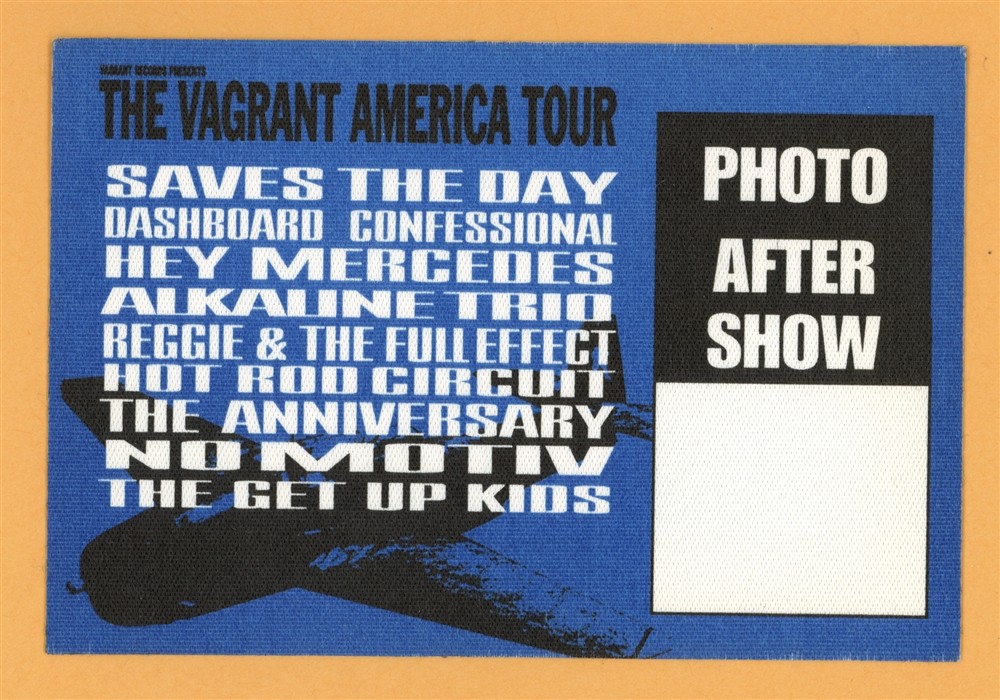 VAGRANT RECORDS PRESENTS
THE VAGRANT AMERICA TOUR
SAVES THE DAY
DASHBOARD CONFESSIONAL
HEY MERCEDES
ALKALINE TRIO
REGGIE & THE FULL EFFECT
HOT ROD CIRCUIT
THE ANNIVERSARY
NO MOTIV
THE GET UP KIDS
PHOTO
AFTER
SHOW